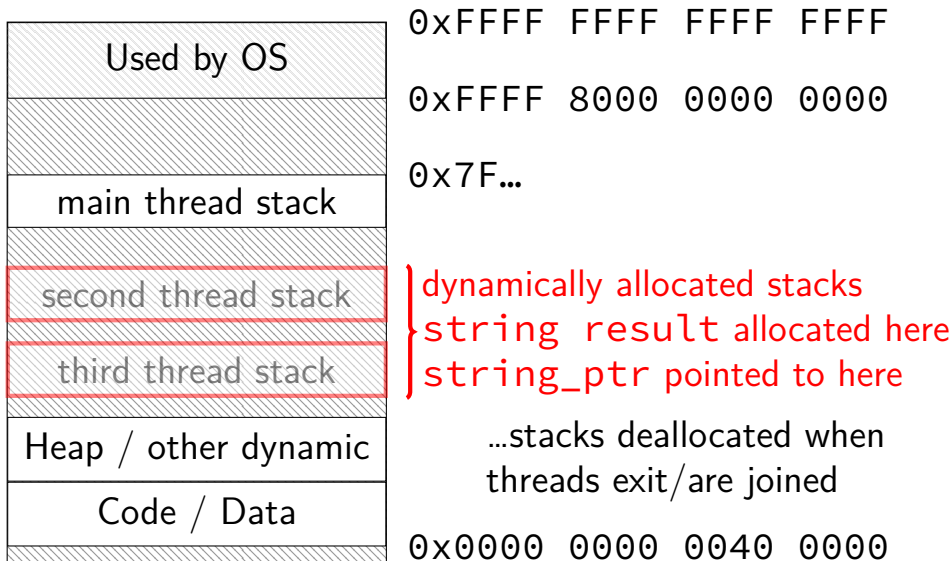 Used by OS
main thread stack
second thread stack
third thread stack
Heap / other dynamic
Code / Data
0xFFFF FFFF FFFF FFFF
0xFFFF 8000 0000 0000
0x7F…
dynamically allocated stacks
string result allocated here
string_ptr pointed to here
…stacks deallocated when
threads exit/are joined
0x0000 0000 0040 0000